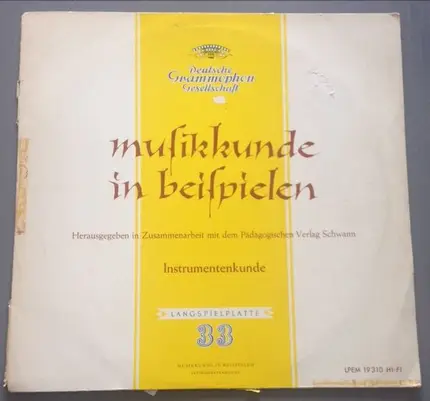 Deutsche
Grammophon
Gesellschaft
musikkunde
in beispielen
Herausgegeben in Zusammenarbeit mit dem Pädagogischen Verlag Schwann
Instrumentenkunde
LANGSPIELPLATTE
33
LPEM 19 310 HI-FI